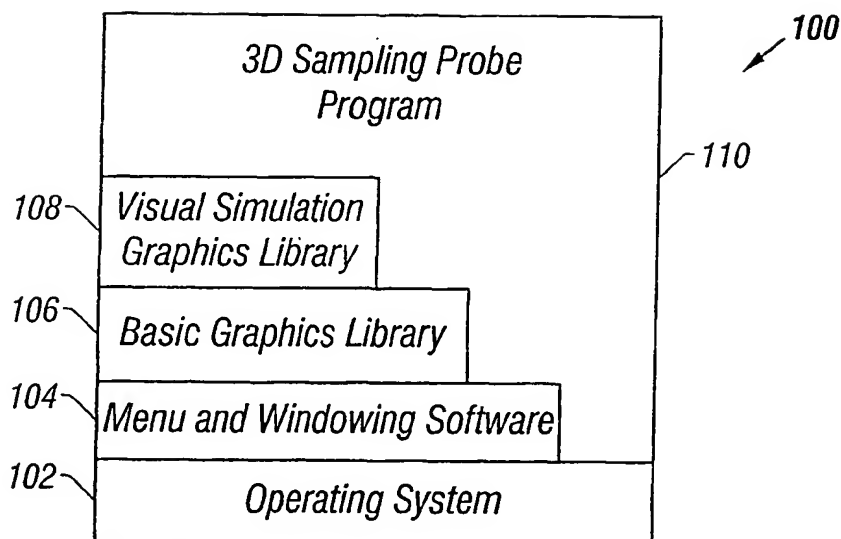 100
3D Sampling Probe
Program
110
108
Visual Simulation
Graphics Library
106
Basic Graphics Library
104
Menu and Windowing Software
102
Operating System